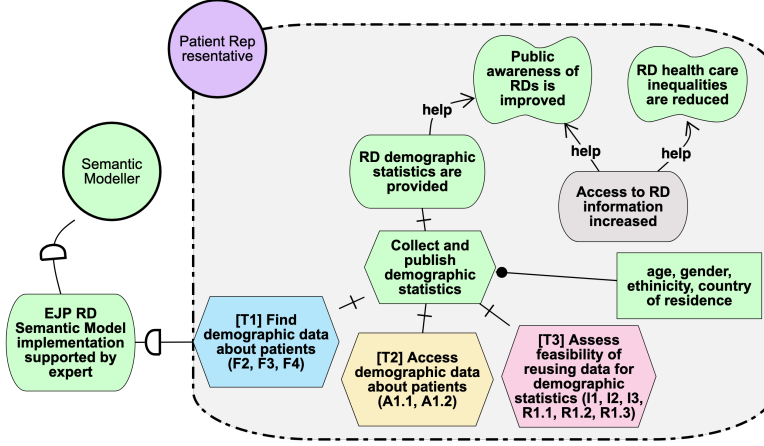 Patient Rep
resentative
Public
awareness of
RDs is
improved
RD health care
inequalities
are reduced
help
help
help
Semantic
Modeller
RD demographic
statistics are
provided
Access to RD
information
increased
Collect and
publish
demographic
statistics
age, gender,
ethinicity, country
of residence
EJP RD
Semantic Model
implementation
supported by
expert
[T1] Find
demographic data
about patients
(F2, F3, F4)
[T2] Access
demographic data
about patients
(A1.1, A1.2)
[T3] Assess
feasibility of
reusing data for
demographic
statistics (I1, I2, I3,
R1.1, R1.2, R1.3)